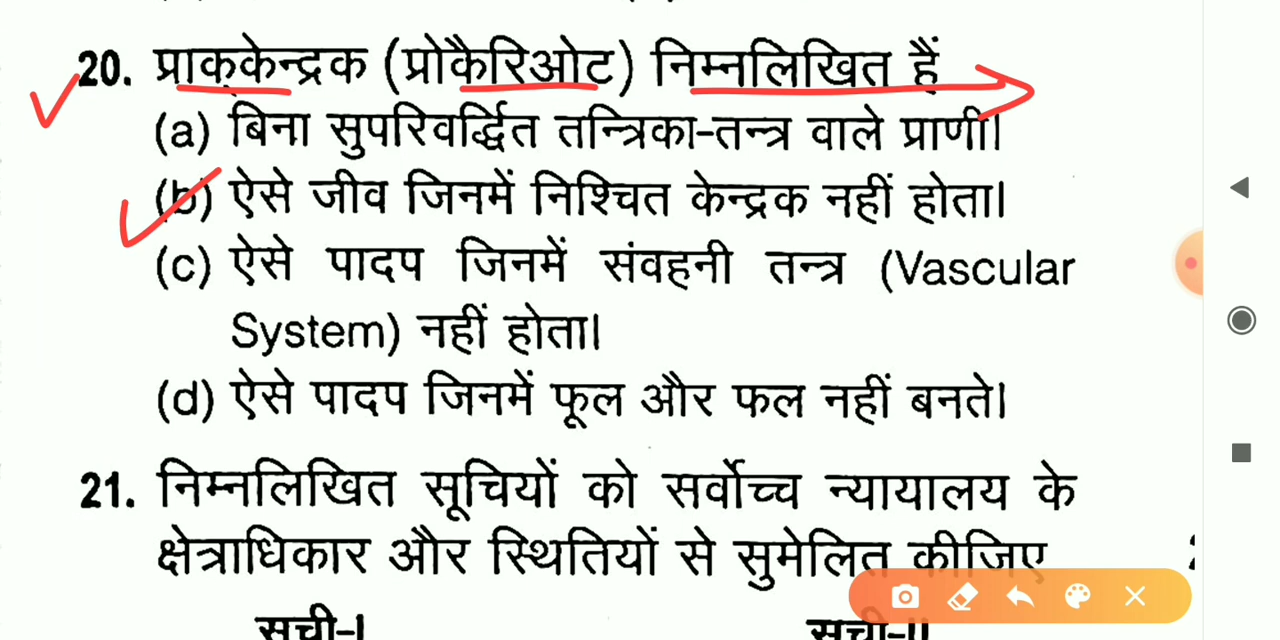 20. प्राक्केन्द्रक (प्रोकैरिओट) निम्नलिखित हैं
(a) बिना सुपरिवर्द्धित तन्त्रिका-तन्त्र वाले प्राणी।
(b) ऐसे जीव जिनमें निश्चित केन्द्रक नहीं होता।
(c) ऐसे पादप जिनमें संवहनी तन्त्र (Vascular
System) नहीं होता।
(d) ऐसे पादप जिनमें फूल और फल नहीं बनते।
21. निम्नलिखित सूचियों को सर्वोच्च न्यायालय के
क्षेत्राधिकार और स्थितियों से सुमेलित कीजिए
सूची-I सूची-II